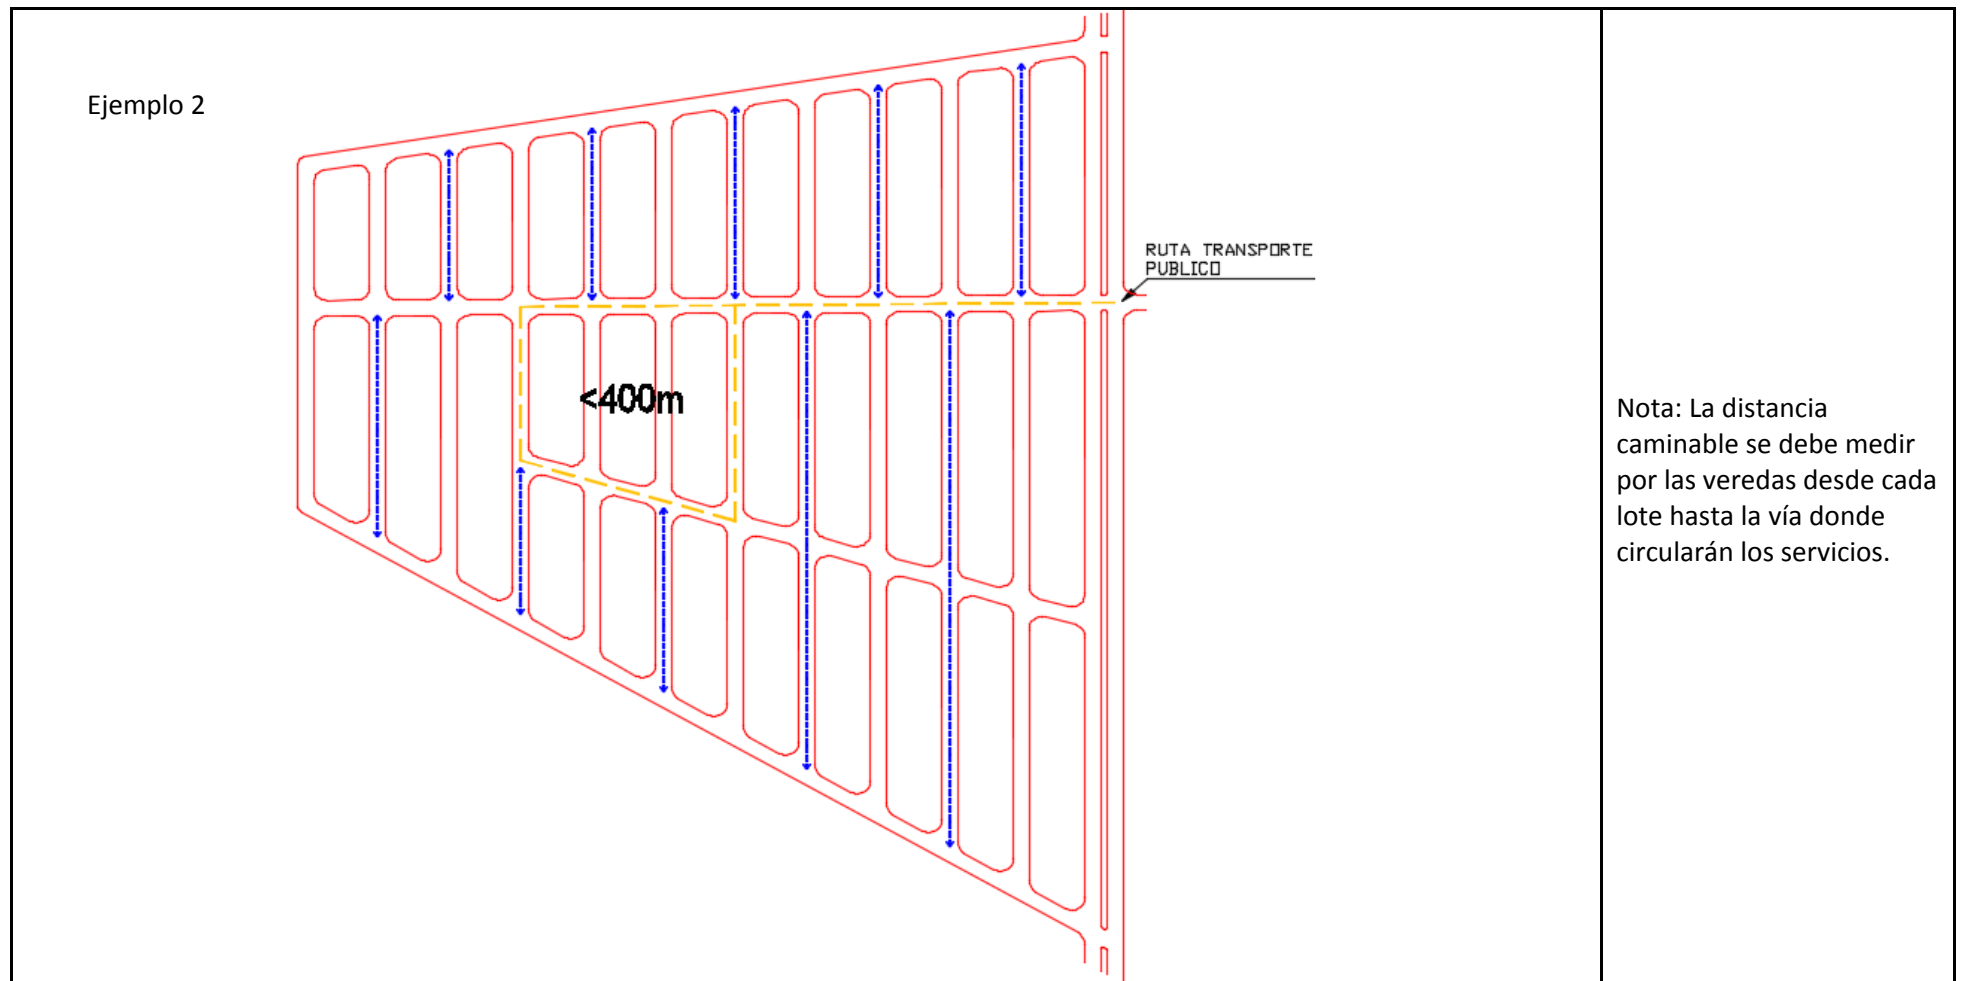 Ejemplo 2
RUTA TRANSPORTE
PUBLICO
<400m
Nota: La distancia
caminable se debe medir
por las veredas desde cada
lote hasta la vía donde
circularán los servicios.